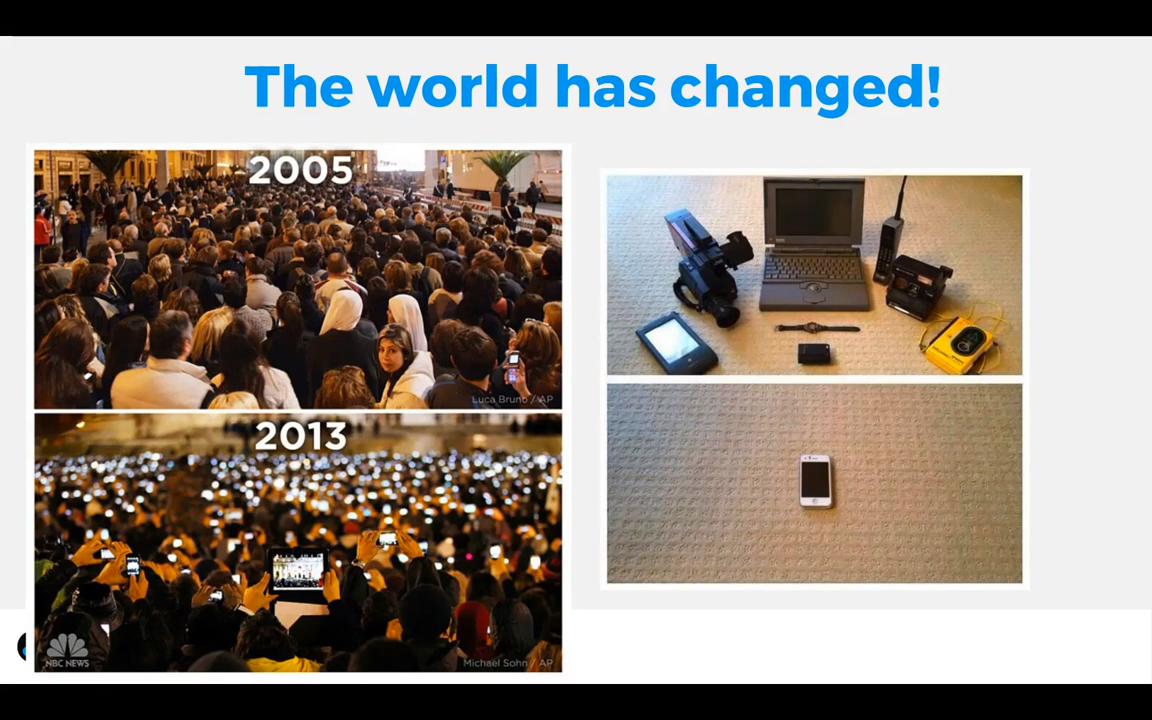 The world has changed!
2005
Luca Bruno / AP
2013
NBC NEWS
Michael Sohn / AP